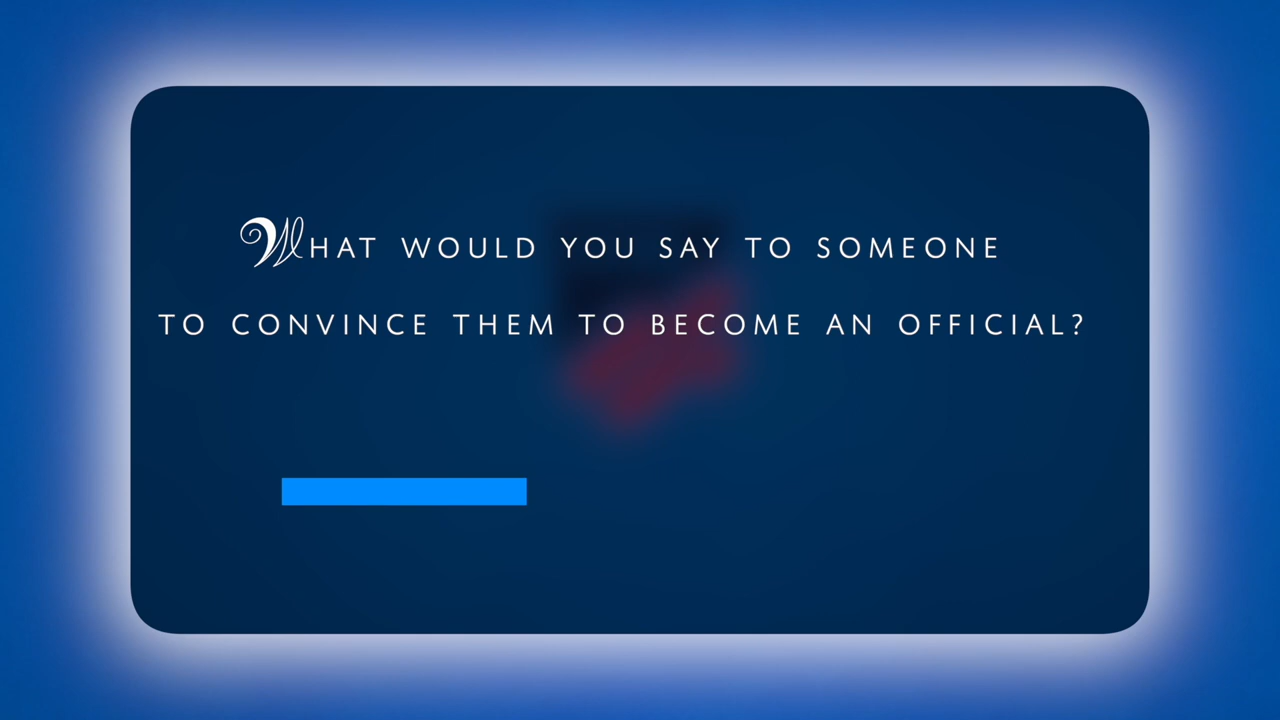 What would you say to someone
to convince them to become an official?